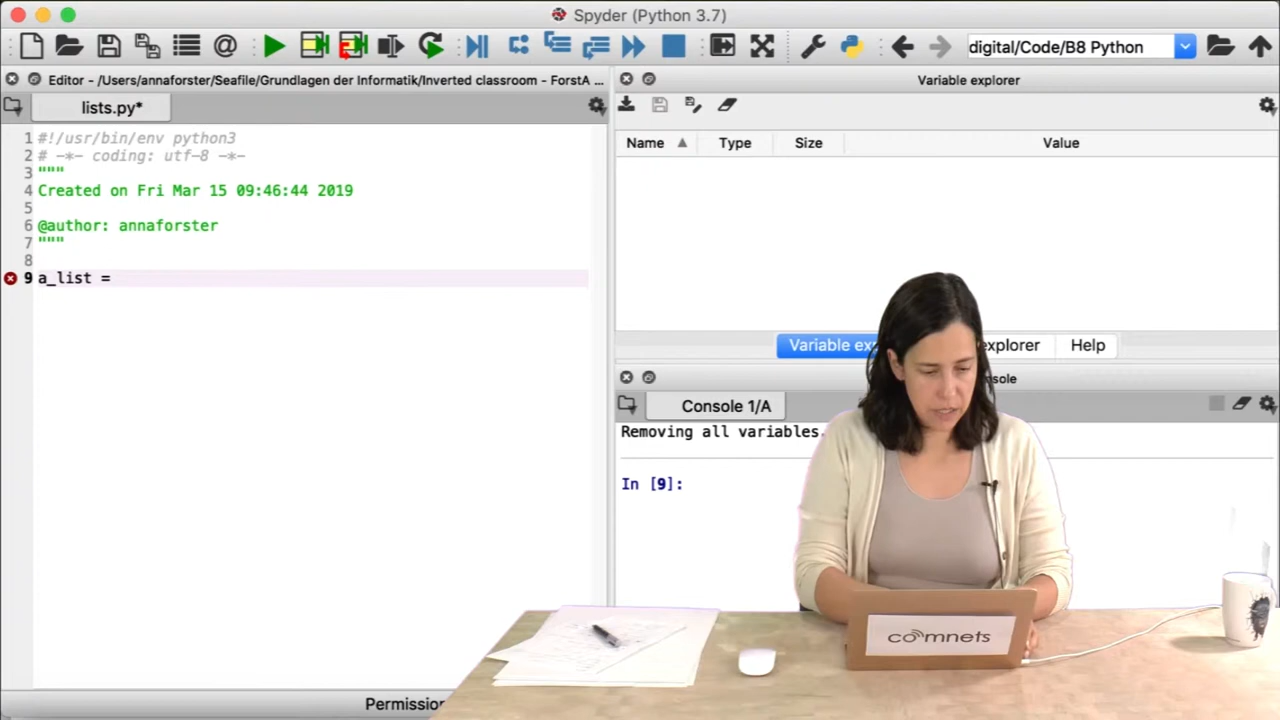 Spyder (Python 3.7)
digital/Code/B8 Python
Editor - /Users/annaforster/Seafile/Grundlagen der Informatik/Inverted classroom - ForstA ...
Variable explorer
lists.py*
Name Type Size Value
1 #!/usr/bin/env python3
2 # -*- coding: utf-8 -*-
3 """
4 Created on Fri Mar 15 09:46:44 2019
5
6 @author: annaforster
7 """
8
9 a_list =
Variable ex
explorer
Help
Console 1/A
Removing all variables.
In [9]:
comnets
Permission